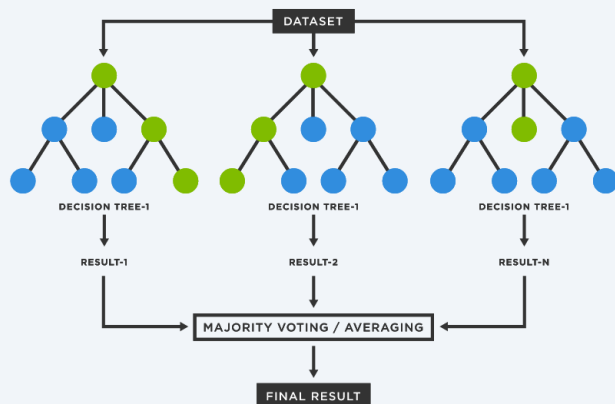 DATASET
DECISION TREE-1
DECISION TREE-1
DECISION TREE-1
RESULT-1
RESULT-2
RESULT-N
MAJORITY VOTING / AVERAGING
FINAL RESULT